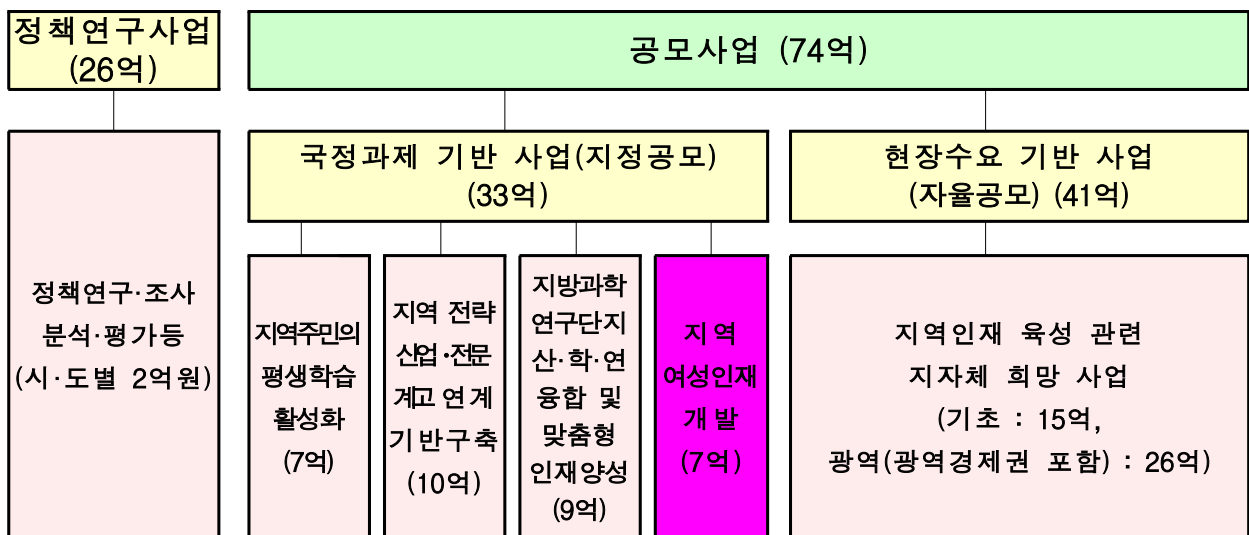 정책연구사업
(26억)
공모사업 (74억)
국정과제 기반 사업(지정공모)
(33억)
현장수요 기반 사업
(자율공모) (41억)
정책연구·조사
분석·평가등
(시·도별 2억원)
지역주민의
평생학습
활성화
(7억)
지역 전략
산업·전문
계고 연계
기반구축
(10억)
지방과학
연구단지
산·학·연
융합 및
맞춤형
인재양성
(9억)
지역
여성인재
개발
(7억)
지역인재 육성 관련
지자체 희망 사업
(기초 : 15억,
광역(광역경제권 포함) : 26억)